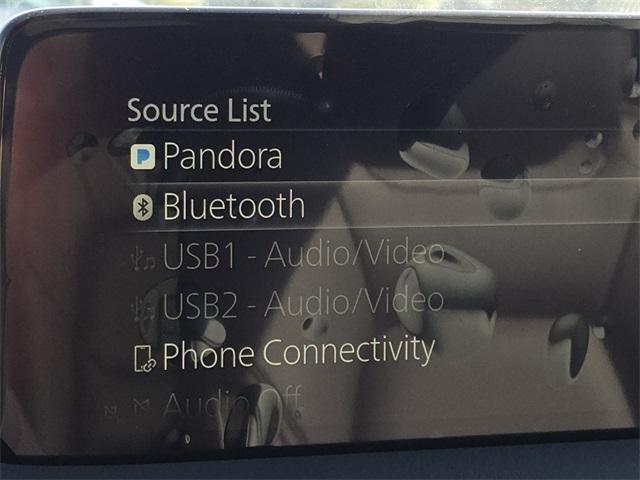 Source List
Pandora
Bluetooth
USB1 - Audio/Video
USB2 - Audio/Video
Phone Connectivity
Audio Off